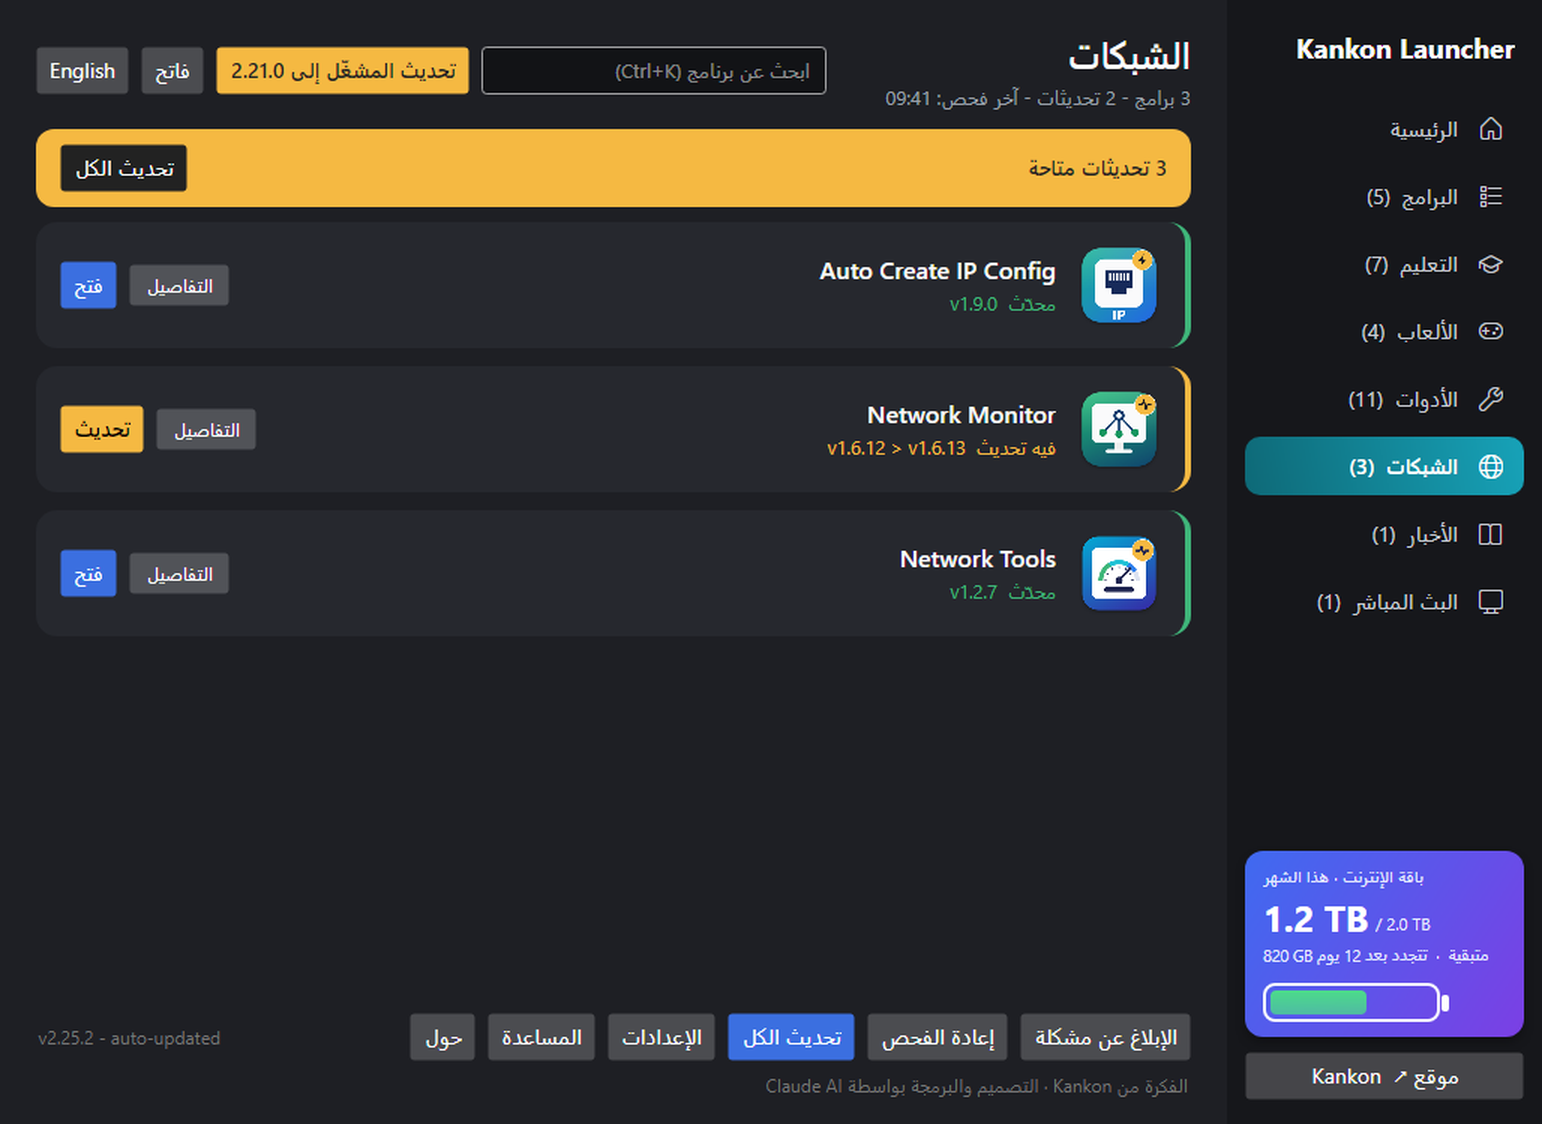 Kankon Launcher
الرئيسية
البرامج (5)
التعليم (7)
الألعاب (4)
الأدوات (11)
الشبكات (3)
الأخبار (1)
البث المباشر (1)
باقة الإنترنت · هذا الشهر
1.2 TB / 2.0 TB
820 GB متبقية · تتجدد بعد 12 يوم
موقع Kankon ↗
الشبكات
3 برامج - 2 تحديثات - آخر فحص: 09:41
ابحث عن برنامج (Ctrl+K)
تحديث المشغّل إلى 2.21.0
فاتح
English
3 تحديثات متاحة
تحديث الكل
Auto Create IP Config
محدّث v1.9.0
IP
التفاصيل
فتح
Network Monitor
فيه تحديث v1.6.12 > v1.6.13
التفاصيل
تحديث
Network Tools
محدّث v1.2.7
التفاصيل
فتح
الإبلاغ عن مشكلة
إعادة الفحص
تحديث الكل
الإعدادات
المساعدة
حول
v2.25.2 - auto-updated
الفكرة من Kankon · التصميم والبرمجة بواسطة Claude AI